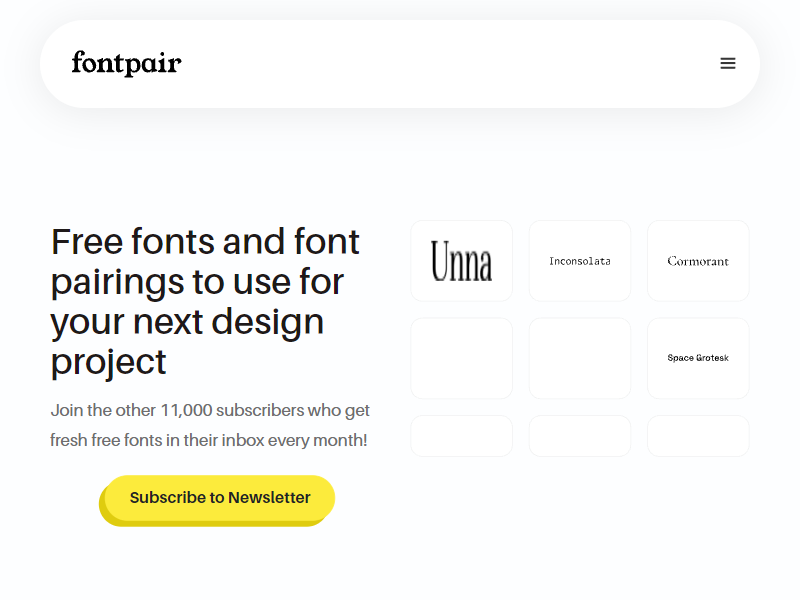 fontpair
Free fonts and font
pairings to use for
your next design
project
Join the other 11,000 subscribers who get
fresh free fonts in their inbox every month!
Subscribe to Newsletter
Unna
Inconsolata
Cormorant
Space Grotesk